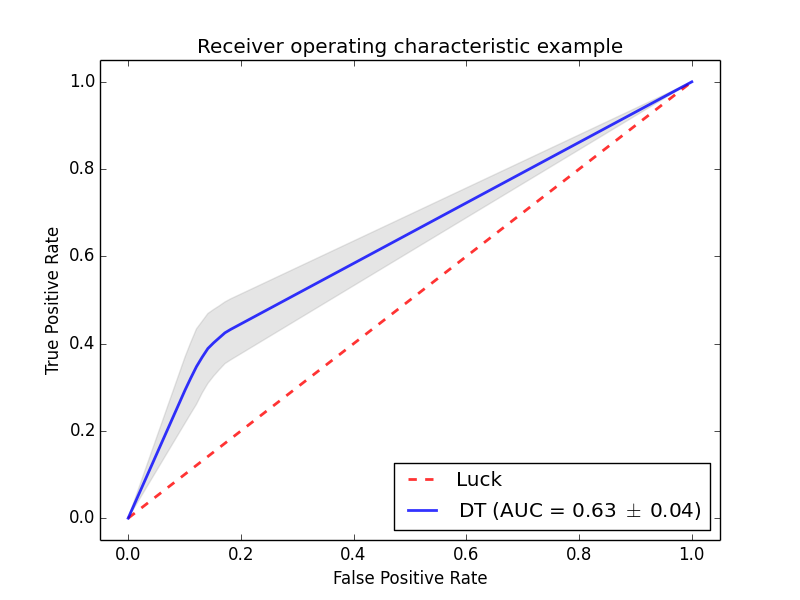 Receiver operating characteristic example
True Positive Rate
1.0
0.8
0.6
0.4
0.2
0.0
Luck
DT (AUC = 0.63 ± 0.04)
0.0 0.2 0.4 0.6 0.8 1.0
False Positive Rate